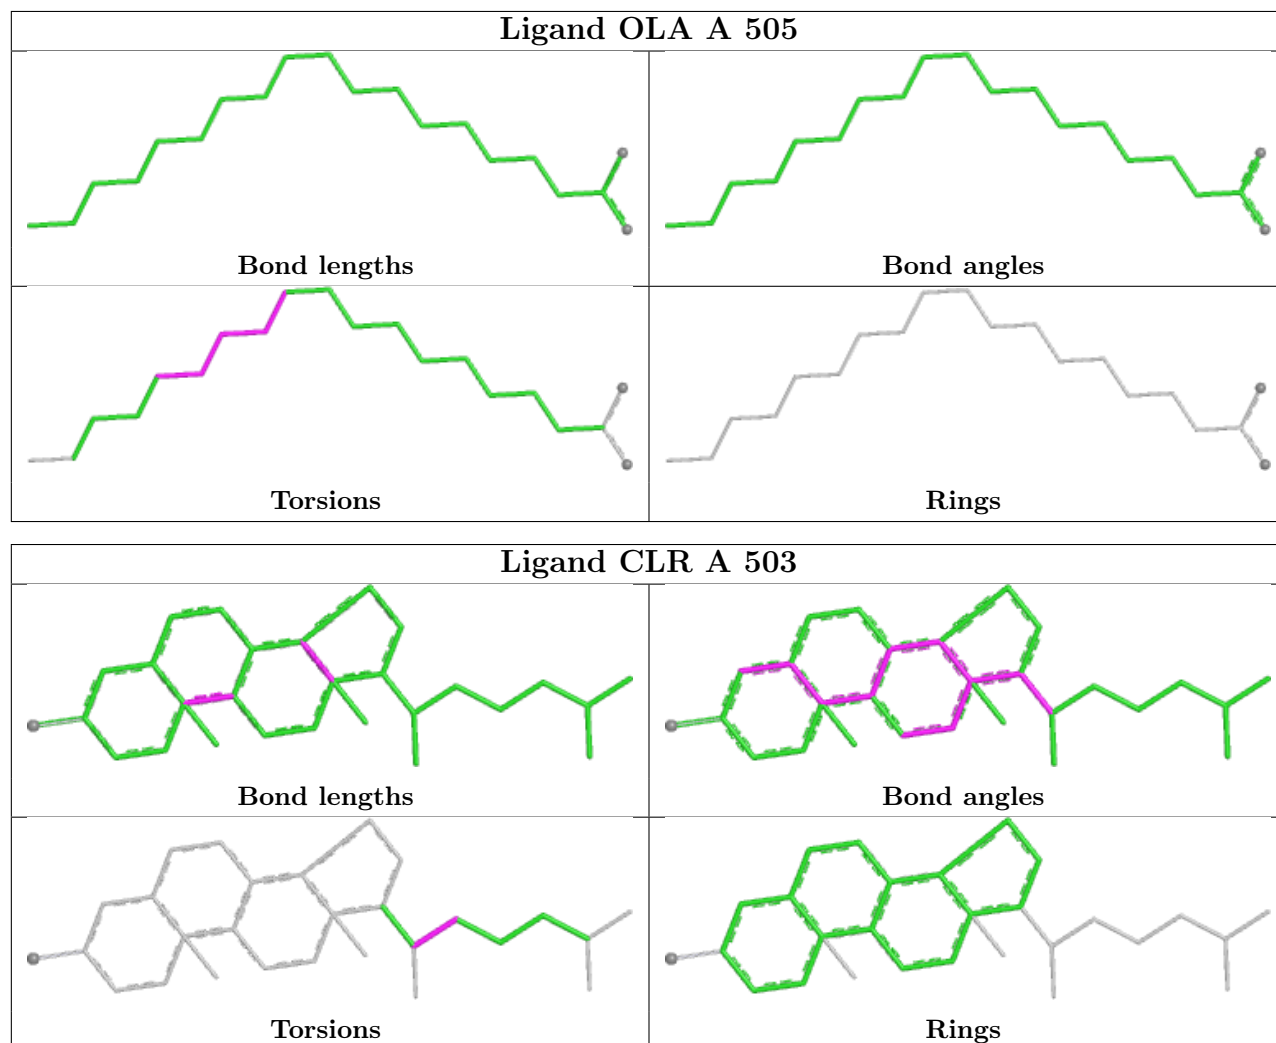 Ligand OLA A 505
Bond lengths
Bond angles
Torsions
Rings
Ligand CLR A 503
Bond lengths
Bond angles
Torsions
Rings